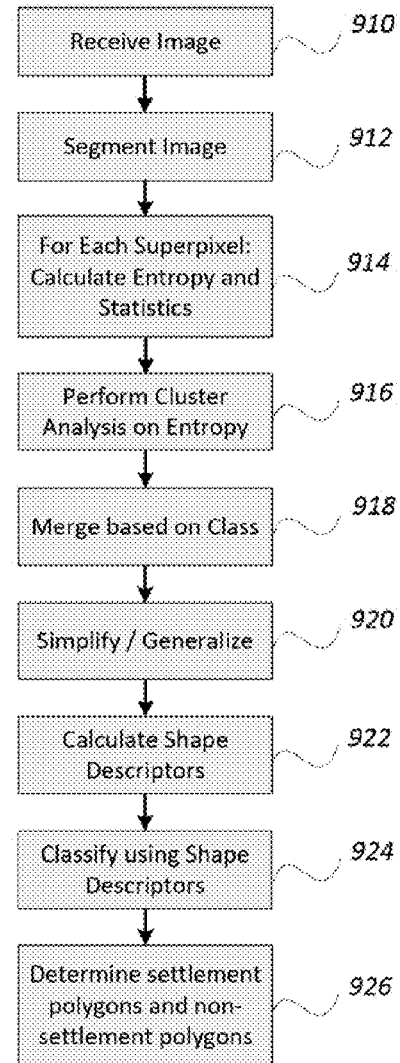 Receive Image
910
Segment Image
912
For Each Superpixel:
Calculate Entropy and
Statistics
914
Perform Cluster
Analysis on Entropy
916
Merge based on Class
918
Simplify / Generalize
920
Calculate Shape
Descriptors
922
Classify using Shape
Descriptors
924
Determine settlement
polygons and non-
settlement polygons
926